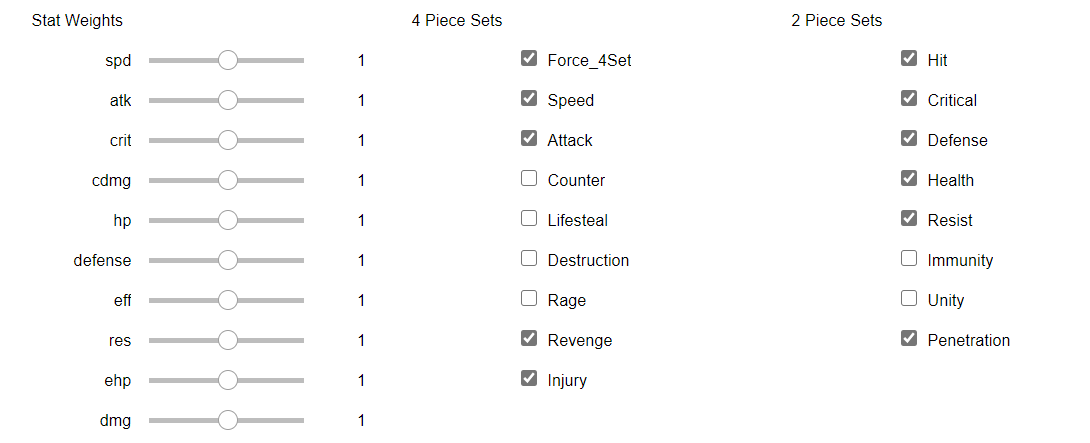 Stat Weights 4 Piece Sets 2 Piece Sets
spd 1 Force_4Set Hit
atk 1 Speed Critical
crit 1 Attack Defense
cdmg 1 Counter Health
hp 1 Lifesteal Resist
defense 1 Destruction Immunity
eff 1 Rage Unity
res 1 Revenge Penetration
ehp 1 Injury
dmg 1